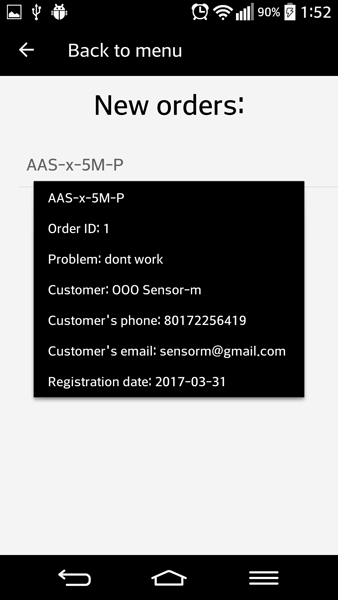 90% 1:52
Back to menu
New orders:
AAS-x-5M-P
AAS-x-5M-P
Order ID: 1
Problem: dont work
Customer: OOO Sensor-m
Customer's phone: 80172256419
Customer's email: sensorm@gmail.com
Registration date: 2017-03-31